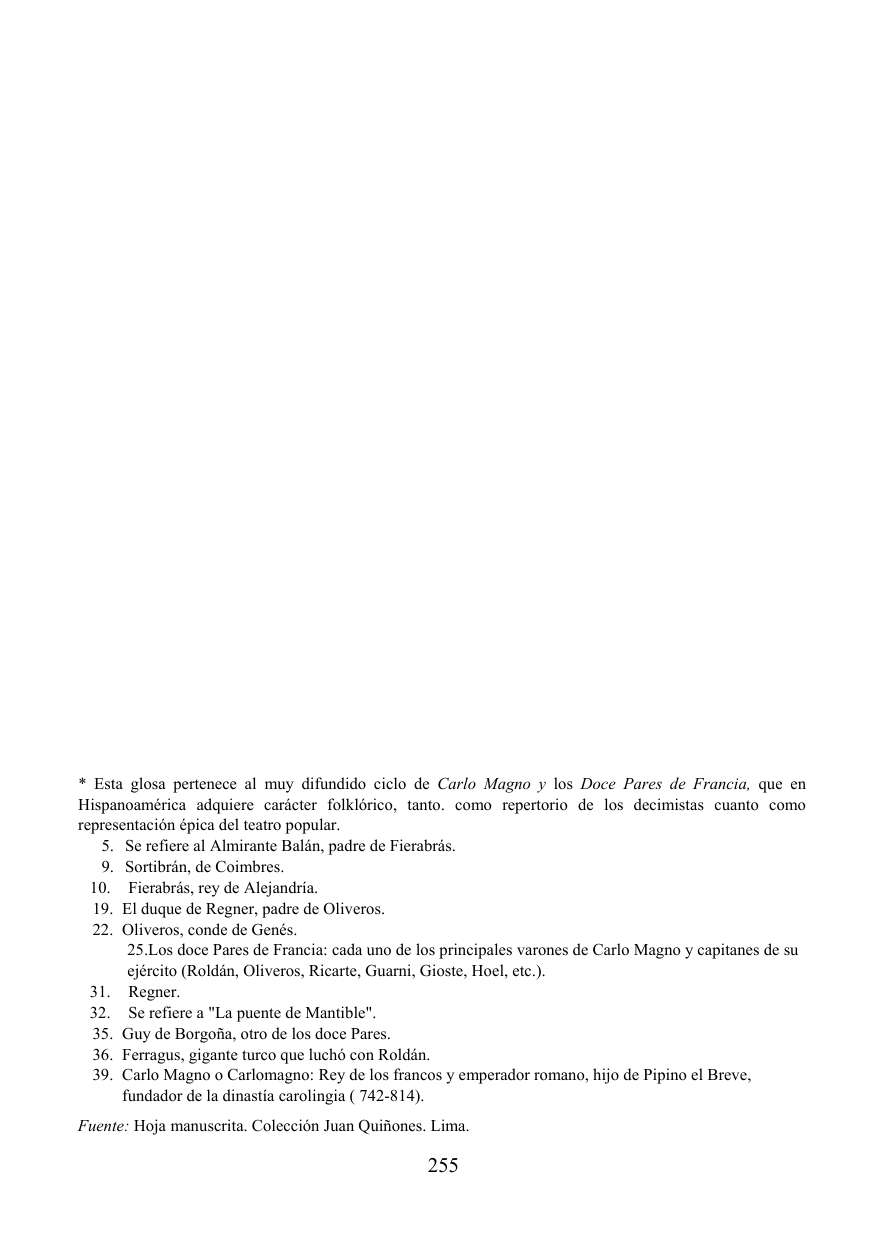 * Esta glosa pertenece al muy difundido ciclo de Carlo Magno y los Doce Pares de Francia, que en
Hispanoamérica adquiere carácter folklórico, tanto. como repertorio de los decimistas cuanto como
representación épica del teatro popular.
5. Se refiere al Almirante Balán, padre de Fierabrás.
9. Sortibrán, de Coimbres.
10. Fierabrás, rey de Alejandría.
19. El duque de Regner, padre de Oliveros.
22. Oliveros, conde de Genés.
25.Los doce Pares de Francia: cada uno de los principales varones de Carlo Magno y capitanes de su
ejército (Roldán, Oliveros, Ricarte, Guarni, Gioste, Hoel, etc.).
31. Regner.
32. Se refiere a "La puente de Mantible".
35. Guy de Borgoña, otro de los doce Pares.
36. Ferragus, gigante turco que luchó con Roldán.
39. Carlo Magno o Carlomagno: Rey de los francos y emperador romano, hijo de Pipino el Breve,
fundador de la dinastía carolingia ( 742-814).
Fuente: Hoja manuscrita. Colección Juan Quiñones. Lima.
255